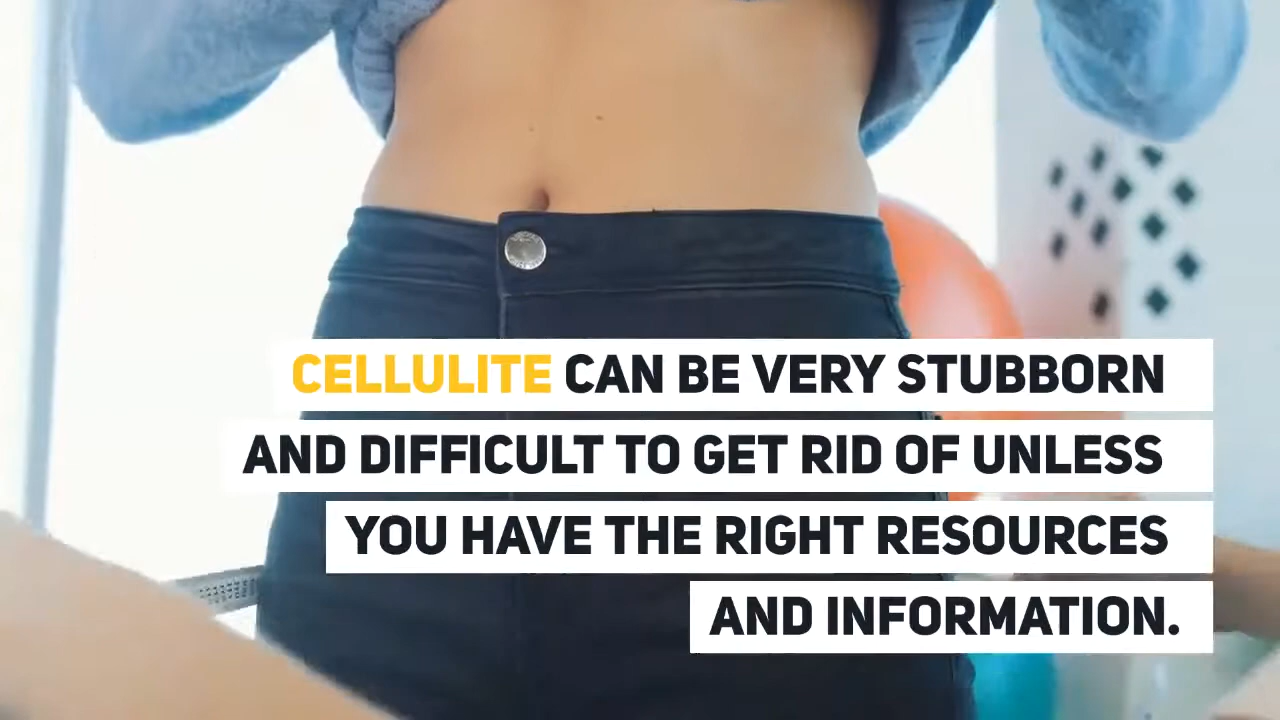 CELLULITE CAN BE VERY STUBBORN
AND DIFFICULT TO GET RID OF UNLESS
YOU HAVE THE RIGHT RESOURCES
AND INFORMATION.